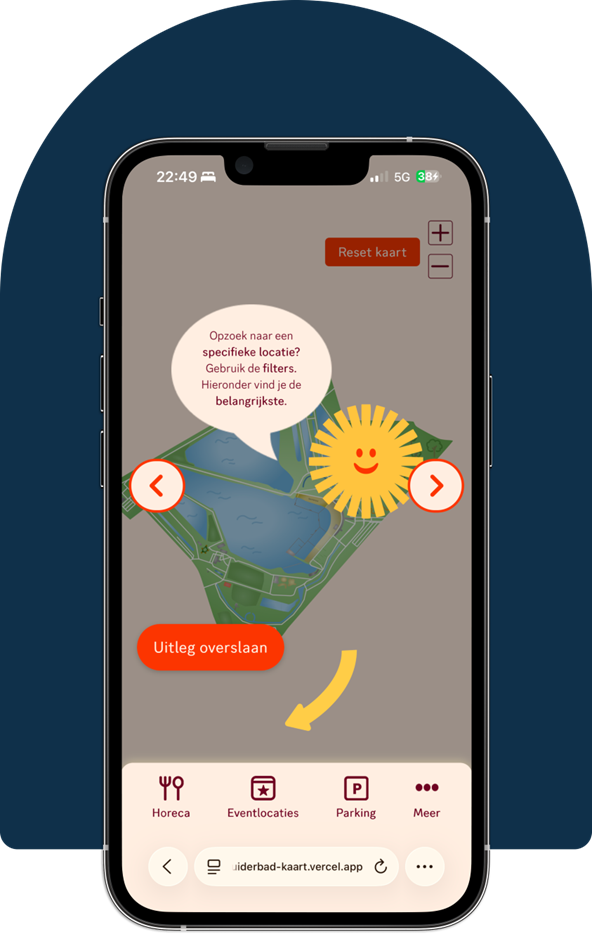 22:49
5G
38
Reset kaart
Opzoek naar een
specifieke locatie?
Gebruik de filters.
Hieronder vind je de
belangrijkste.
Uitleg overslaan
P
Horeca
Eventlocaties
Parking
Meer
iderbad-kaart.vercel.app